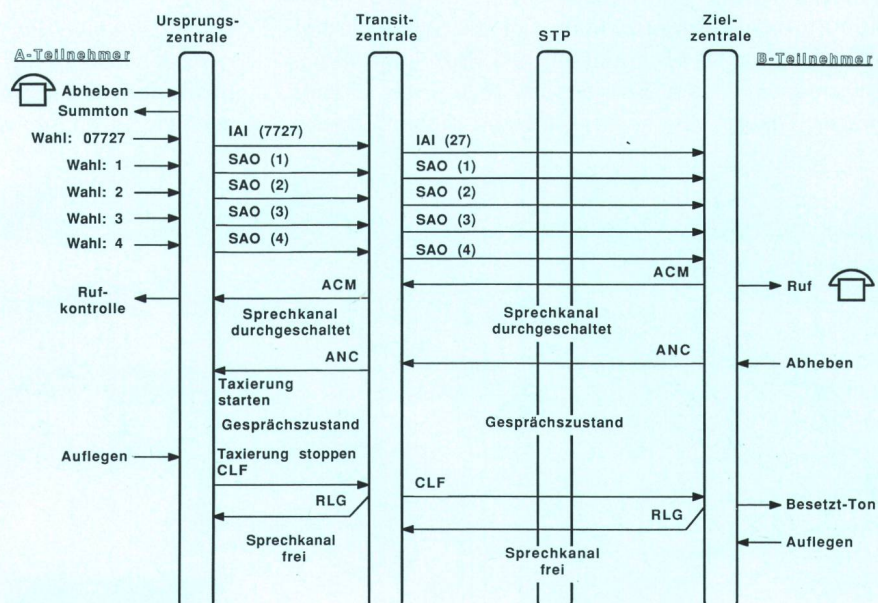 Ursprungs-
zentrale
Transit-
zentrale
STP
Ziel-
zentrale
A-Teilnehmer
B-Teilnehmer
Abheben
Summton
Wahl: 07727
IAI (7727)
IAI (27)
Wahl: 1
SAO (1)
SAO (1)
Wahl: 2
SAO (2)
SAO (2)
Wahl: 3
SAO (3)
SAO (3)
Wahl: 4
SAO (4)
SAO (4)
Ruf-
kontrolle
ACM
ACM
Ruf
Sprechkanal
durchgeschaltet
Sprechkanal
durchgeschaltet
ANC
ANC
Abheben
Taxierung
starten
Gesprächszustand
Gesprächszustand
Auflegen
Taxierung stoppen
CLF
CLF
RLG
RLG
Besetzt-Ton
Auflegen
Sprechkanal
frei
Sprechkanal
frei